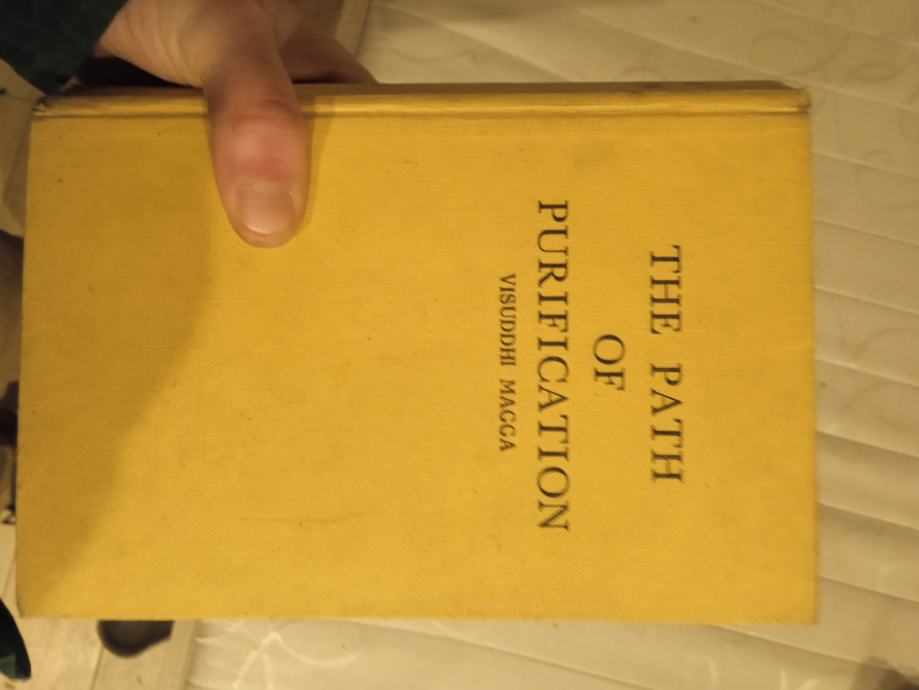 THE PATH
OF
PURIFICATION
VISUDDHI MAGGA